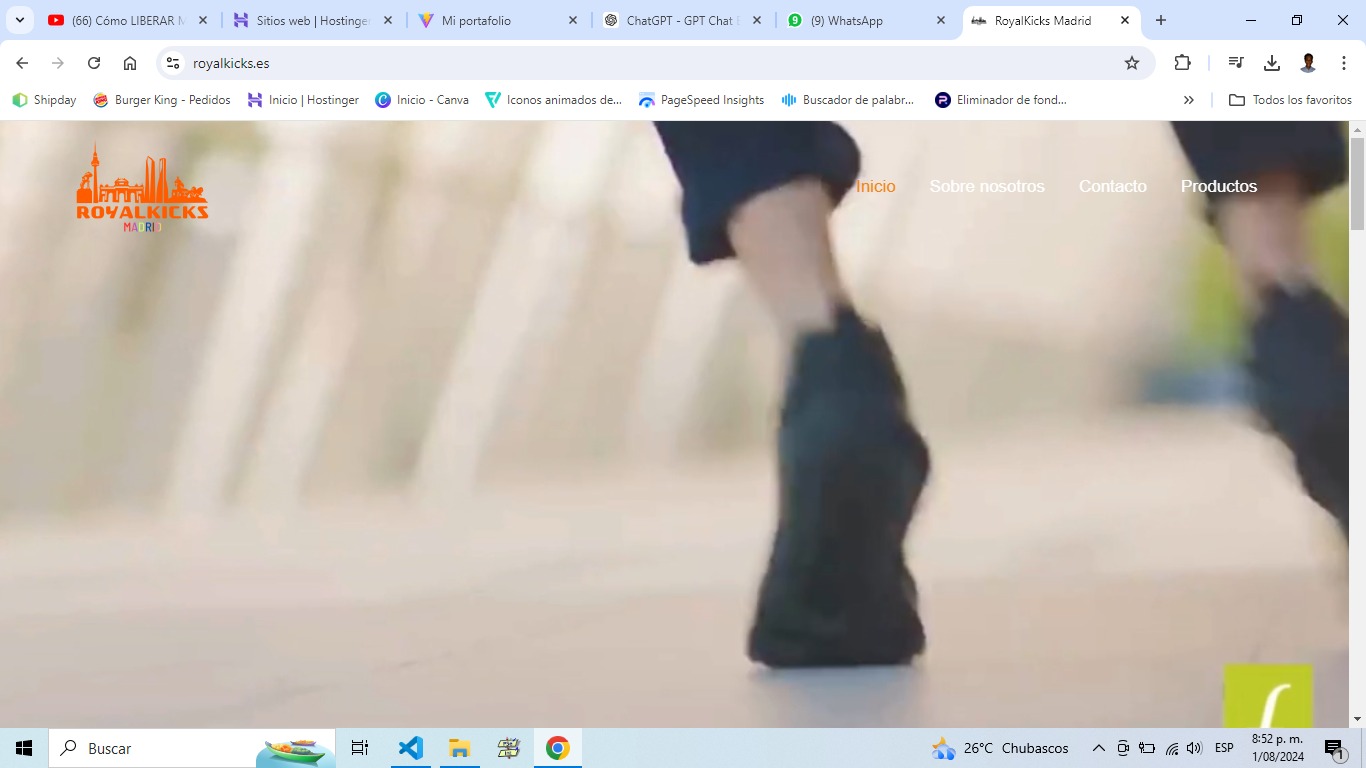 (66) Cómo LIBERAR M
Sitios web | Hostinger
Mi portafolio
ChatGPT - GPT Chat
(9) WhatsApp
RoyalKicks Madrid
royalkicks.es
Shipday
Burger King - Pedidos
Inicio | Hostinger
Inicio - Canva
Iconos animados de...
PageSpeed Insights
Buscador de palabr...
Eliminador de fond...
Todos los favoritos
ROYALKICKS
MADRID
Inicio
Sobre nosotros
Contacto
Productos
Buscar
26°C Chubascos
ESP
8:52 p. m.
1/08/2024
1